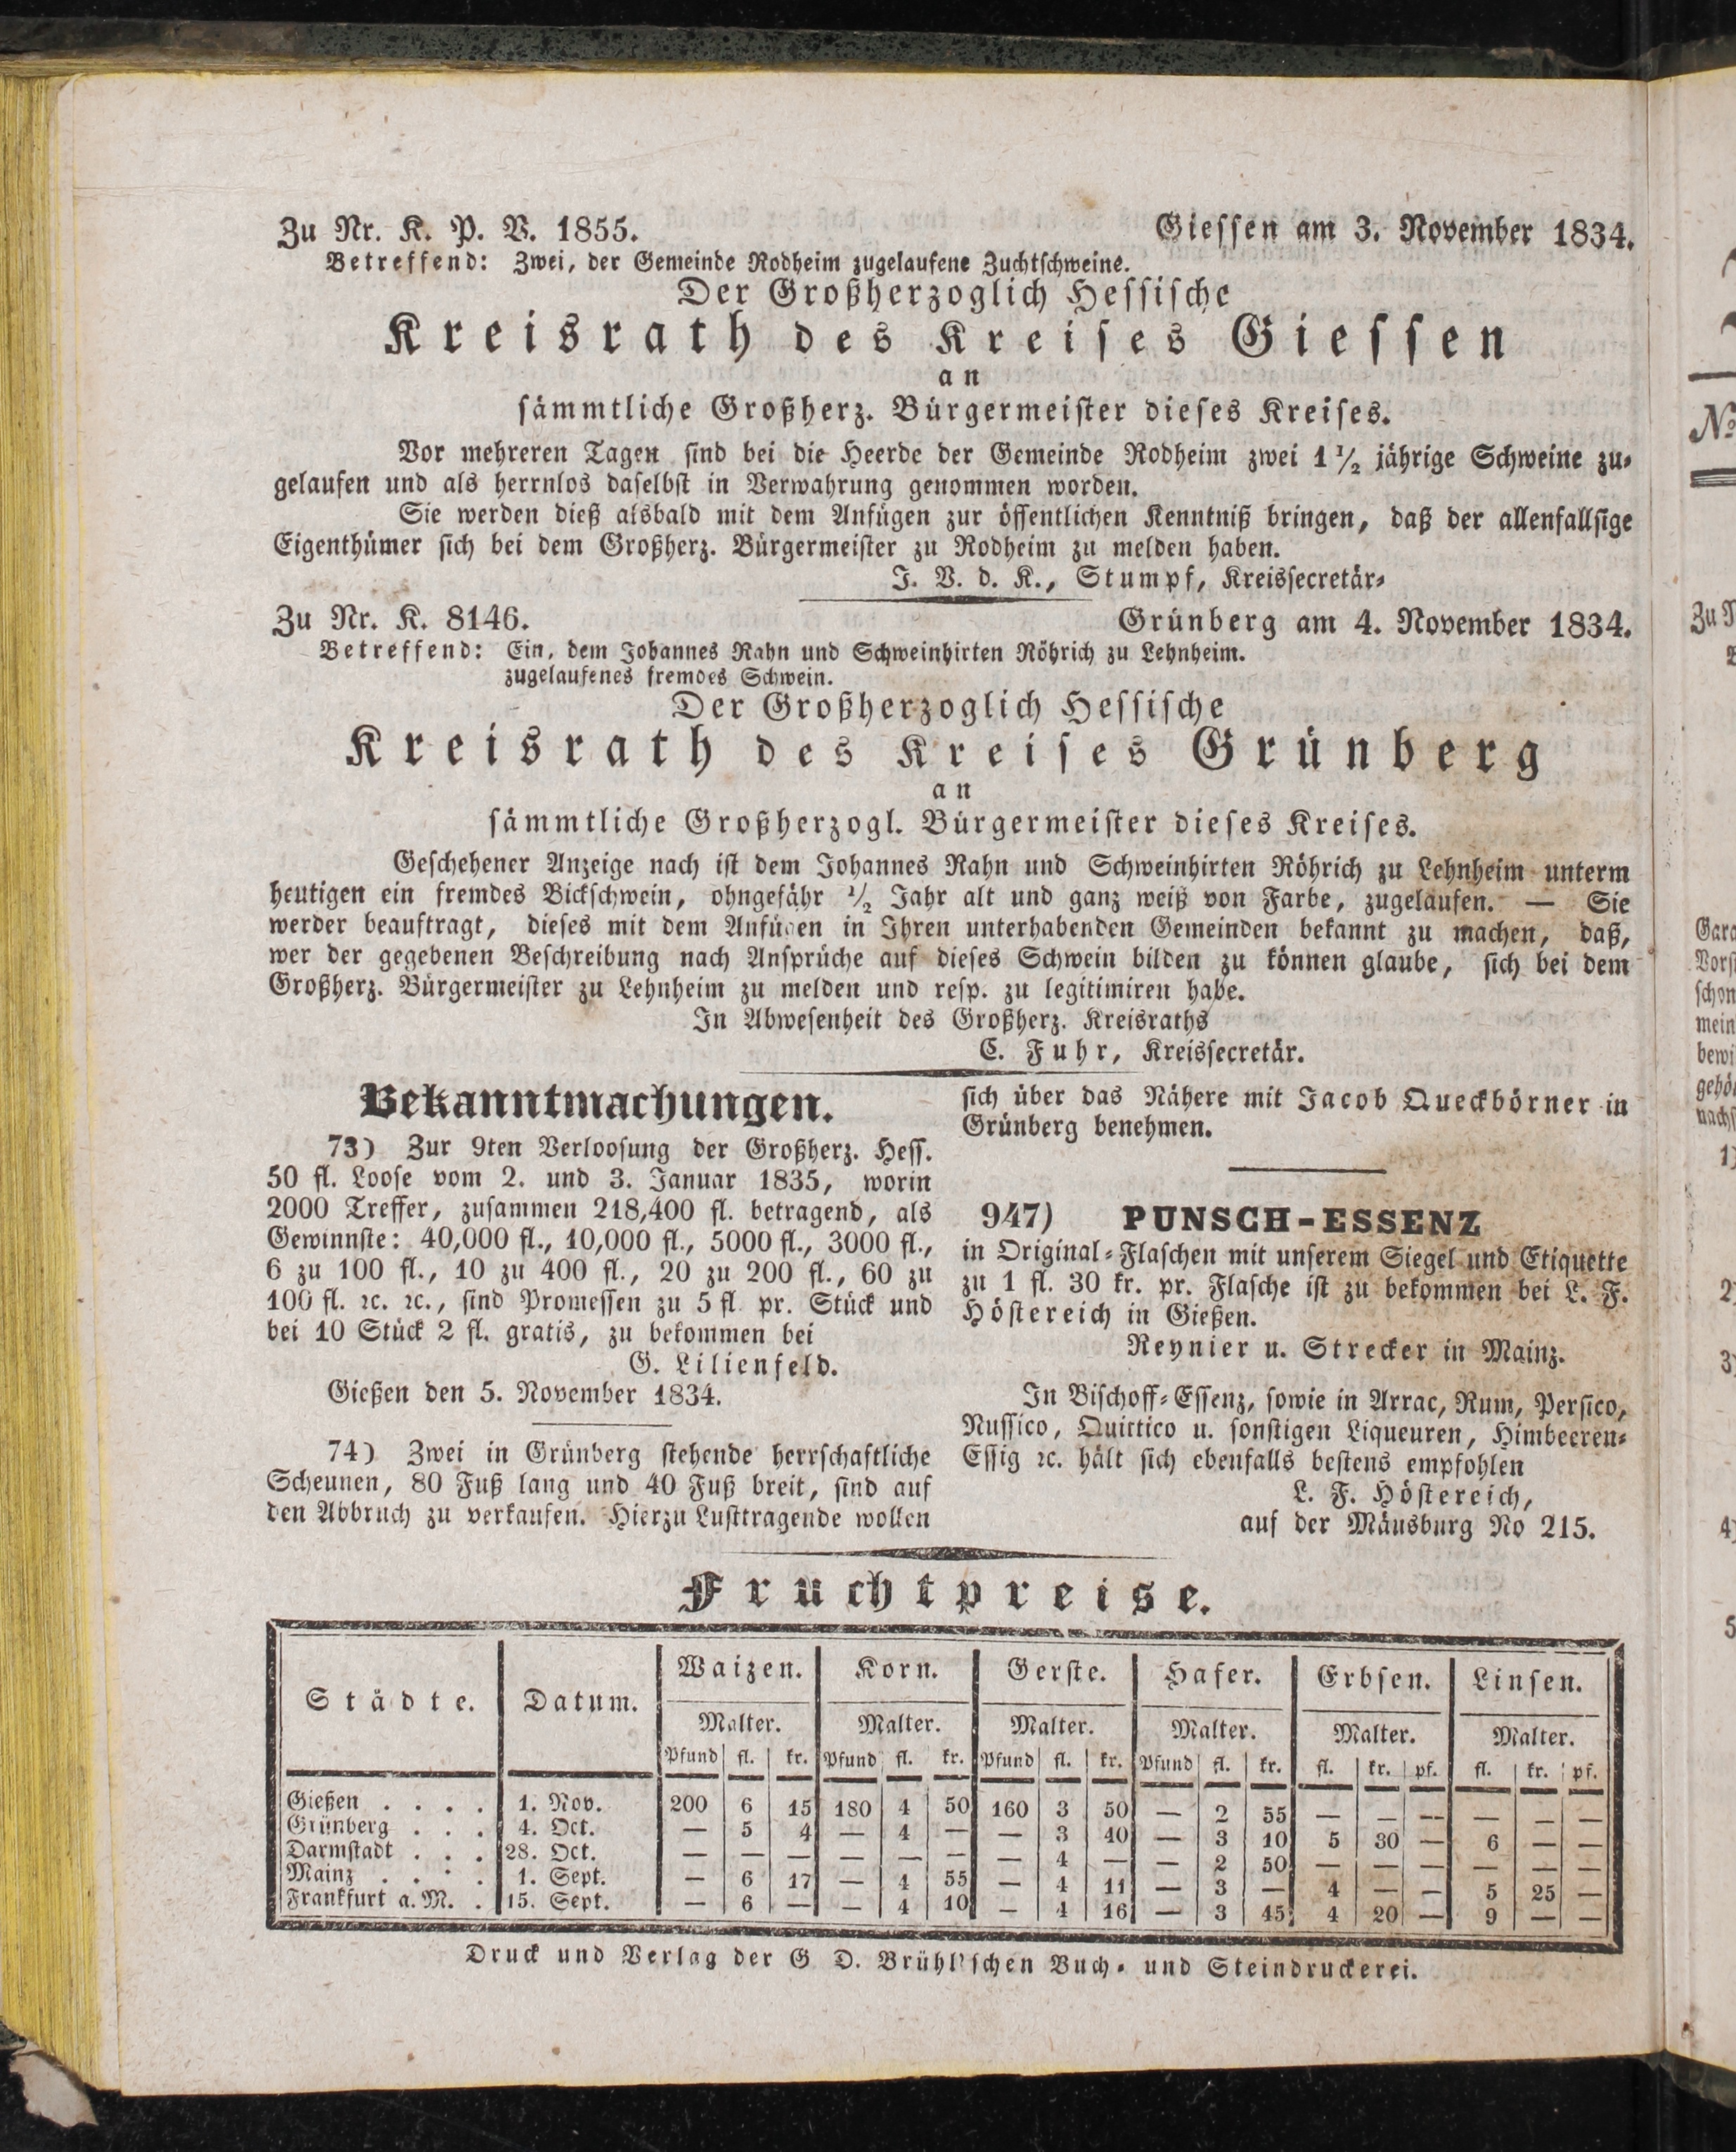 Zu Nr. K. P. V. 1855. Giessen am 3. November 1834.
Betreffend: Zwei, der Gemeinde Rodheim zugelaufene Zuchtschweine.
Der Großherzoglich Hessische
Kreisrath des Kreises Giessen
an
sämmtliche Großherz. Bürgermeister dieses Kreises.
Vor mehreren Tagen sind bei die Heerde der Gemeinde Rodheim zwei 1 1/2 jährige Schweine zu-
gelaufen und als herrnlos daselbst in Verwahrung genommen worden.
Sie werden dieß alsbald mit dem Anfügen zur öffentlichen Kenntniß bringen, daß der allenfallsige
Eigenthümer sich bei dem Großherz. Bürgermeister zu Rodheim zu melden haben.
J. V. d. K., Stumpf, Kreissecretär-
Zu Nr. K. 8146. Grünberg am 4. November 1834.
Betreffend: Ein, dem Johannes Rahn und Schweinhirten Röhrich zu Lehnheim.
zugelaufenes fremdes Schwein.
Der Großherzoglich Hessische
Kreisrath des Kreises Grünberg
an
sämmtliche Großherzogl. Bürgermeister dieses Kreises.
Geschehener Anzeige nach ist dem Johannes Rahn und Schweinhirten Röhrich zu Lehnheim unterm
heutigen ein fremdes Bickschwein, ohngefähr 1/2 Jahr alt und ganz weiß von Farbe, zugelaufen. — Sie
werder beauftragt, dieses mit dem Anfügen in Ihren unterhabenden Gemeinden bekannt zu machen, daß,
wer der gegebenen Beschreibung nach Ansprüche auf dieses Schwein bilden zu können glaube, sich bei dem
Großherz. Bürgermeister zu Lehnheim zu melden und resp. zu legitimiren habe.
In Abwesenheit des Großherz. Kreisraths
C. Fuhr, Kreissecretär.
Bekanntmachungen.
73) Zur 9ten Verloosung der Großherz. Hess.
50 fl. Loose vom 2. und 3. Januar 1835, worin
2000 Treffer, zusammen 218,400 fl. betragend, als
Gewinnste: 40,000 fl., 10,000 fl., 5000 fl., 3000 fl.,
6 zu 100 fl., 10 zu 400 fl., 20 zu 200 fl., 60 zu
100 fl. ꝛc. ꝛc., sind Promessen zu 5 fl pr. Stück und
bei 10 Stück 2 fl. gratis, zu bekommen bei
G. Lilienfeld.
Gießen den 5. November 1834.
74) Zwei in Grünberg stehende herrschaftliche
Scheunen, 80 Fuß lang und 40 Fuß breit, sind auf
den Abbruch zu verkaufen. Hierzu Lusttragende wollen
sich über das Nähere mit Jacob Queckbörner in
Grünberg benehmen.
947) PUNSCH-ESSENZ
in Original-Flaschen mit unserem Siegel und Etiquette
zu 1 fl. 30 kr. pr. Flasche ist zu bekommen bei L. F.
Höstereich in Gießen.
Reynier u. Strecker in Mainz.
In Bischoff-Essenz, sowie in Arrac, Rum, Persico,
Nussico, Quittico u. sonstigen Liqueuren, Himbeeren-
Essig ꝛc. hält sich ebenfalls bestens empfohlen
L. F. Höstereich,
auf der Mäusburg No 215.
Fruchtpreise.
Städte. Datum. Waizen. Korn. Gerste. Hafer. Erbsen. Linsen.
Malter. Malter. Malter. Malter. Malter. Malter.
Pfund fl. kr. Pfund fl. kr. Pfund fl. kr. Pfund fl. kr. fl. kr. pf. fl. kr. pf.
Gießen . . . . 1. Nov. 200 6 15 180 4 50 160 3 50 — 2 55 — — — — — —
Grünberg . . . 4. Oct. — 5 4 — 4 — — 3 40 — 3 10 5 30 — 6 — —
Darmstadt . . . 28. Oct. — — — — — — — 4 — — 2 50 — — — — — —
Mainz . . . . 1. Sept. — 6 17 — 4 55 — 4 11 — 3 — 4 — — 5 25 —
Frankfurt a. M. . 15. Sept. — 6 — — 4 10 — 4 16 — 3 45 4 20 — 9 — —
Druck und Verlag der G D. Brühl'schen Buch- und Steindruckerei.